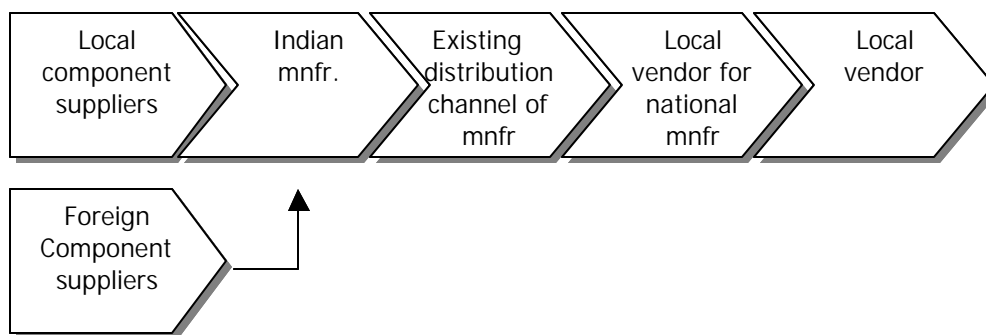 Local
component
suppliers
Indian
mnfr.
Existing
distribution
channel of
mnfr
Local
vendor for
national
mnfr
Local
vendor
Foreign
Component
suppliers